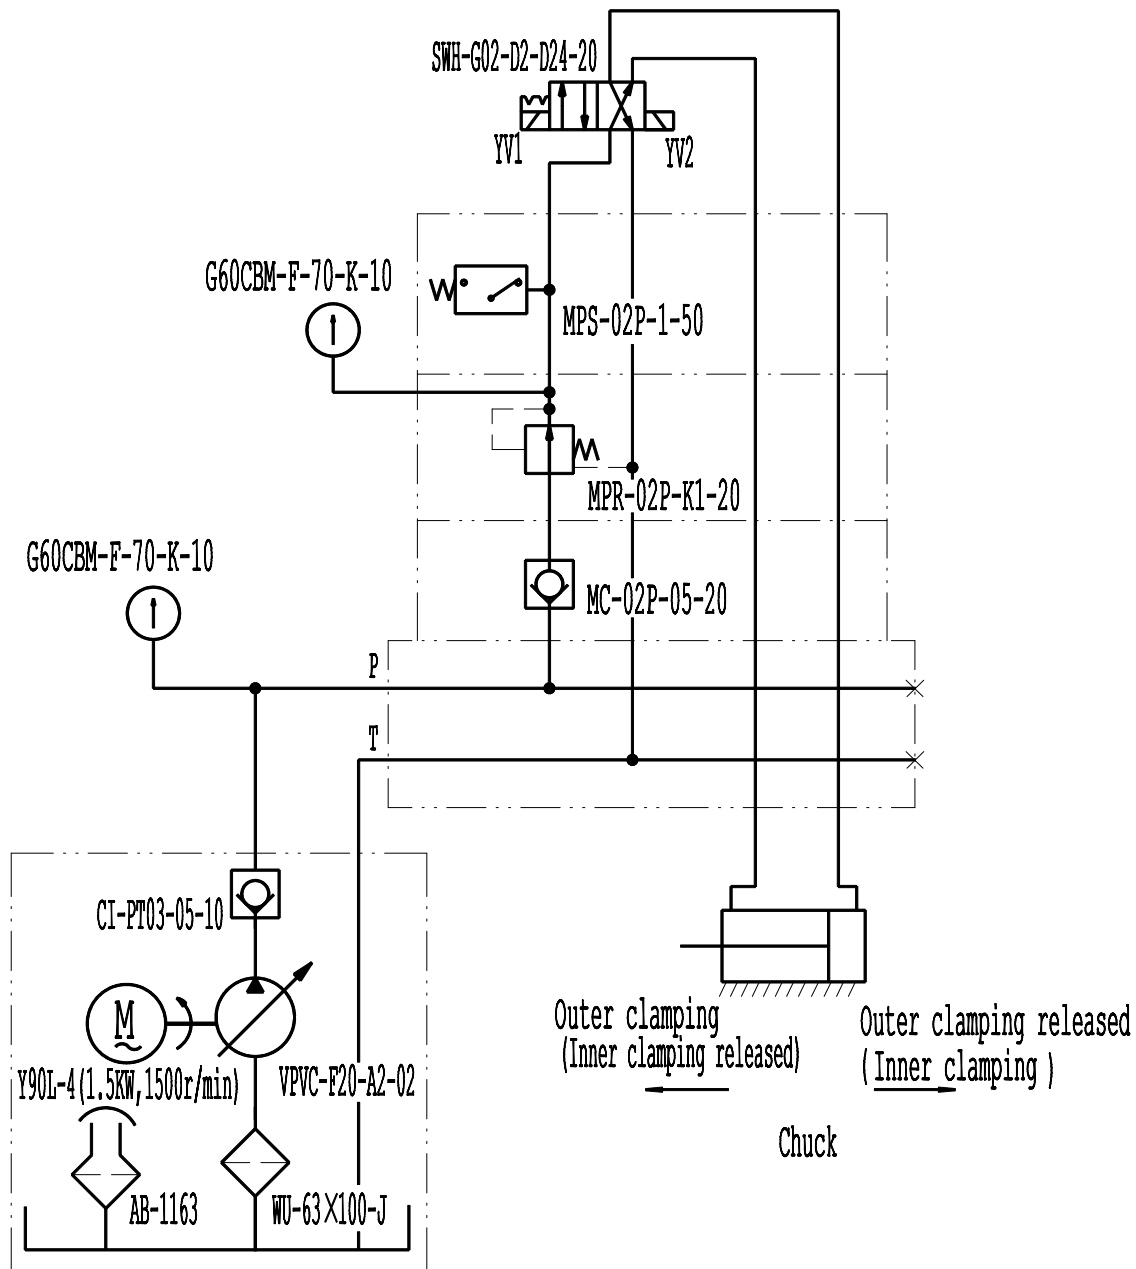 SWH-G02-D2-D24-20
YV1
YV2
G60CBM-F-70-K-10
MPS-02P-1-50
MPR-02P-K1-20
G60CBM-F-70-K-10
MC-02P-05-20
P
T
CI-PT03-05-10
M
~
Y90L-4(1.5KW,1500r/min)
VPVC-F20-A2-02
AB-1163
WU-63×100-J
Outer clamping
(Inner clamping released)
Outer clamping released
(Inner clamping)
Chuck